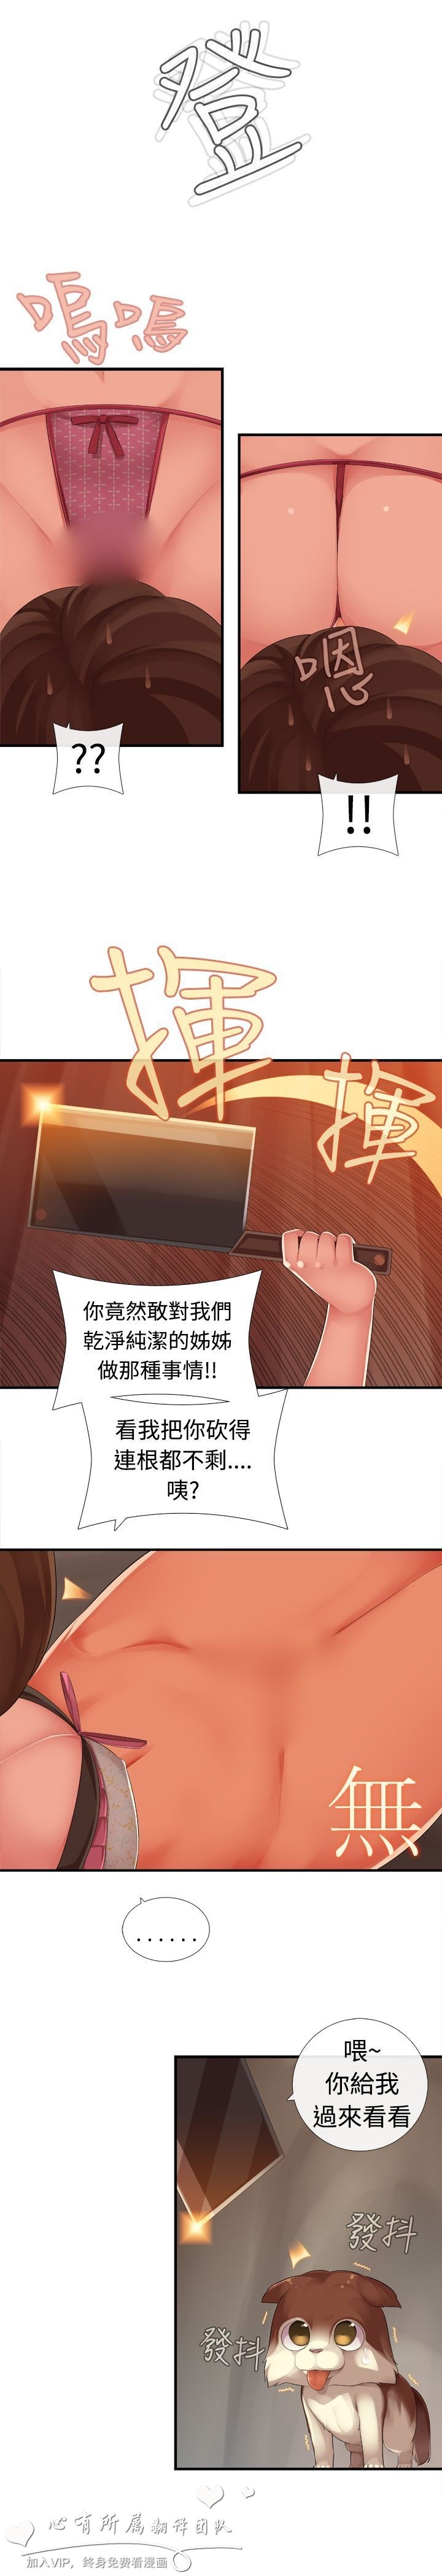 登
嗚嗚
嗯
??
!!
揮
揮
你竟然敢對我們
乾淨純潔的姊姊
做那種事情!!
看我把你砍得
連根都不剩....
咦?
無
......
喂~
你給我
過來看看
發抖
發抖
心有所属翻译团队
加入VIP，终身免费看漫画